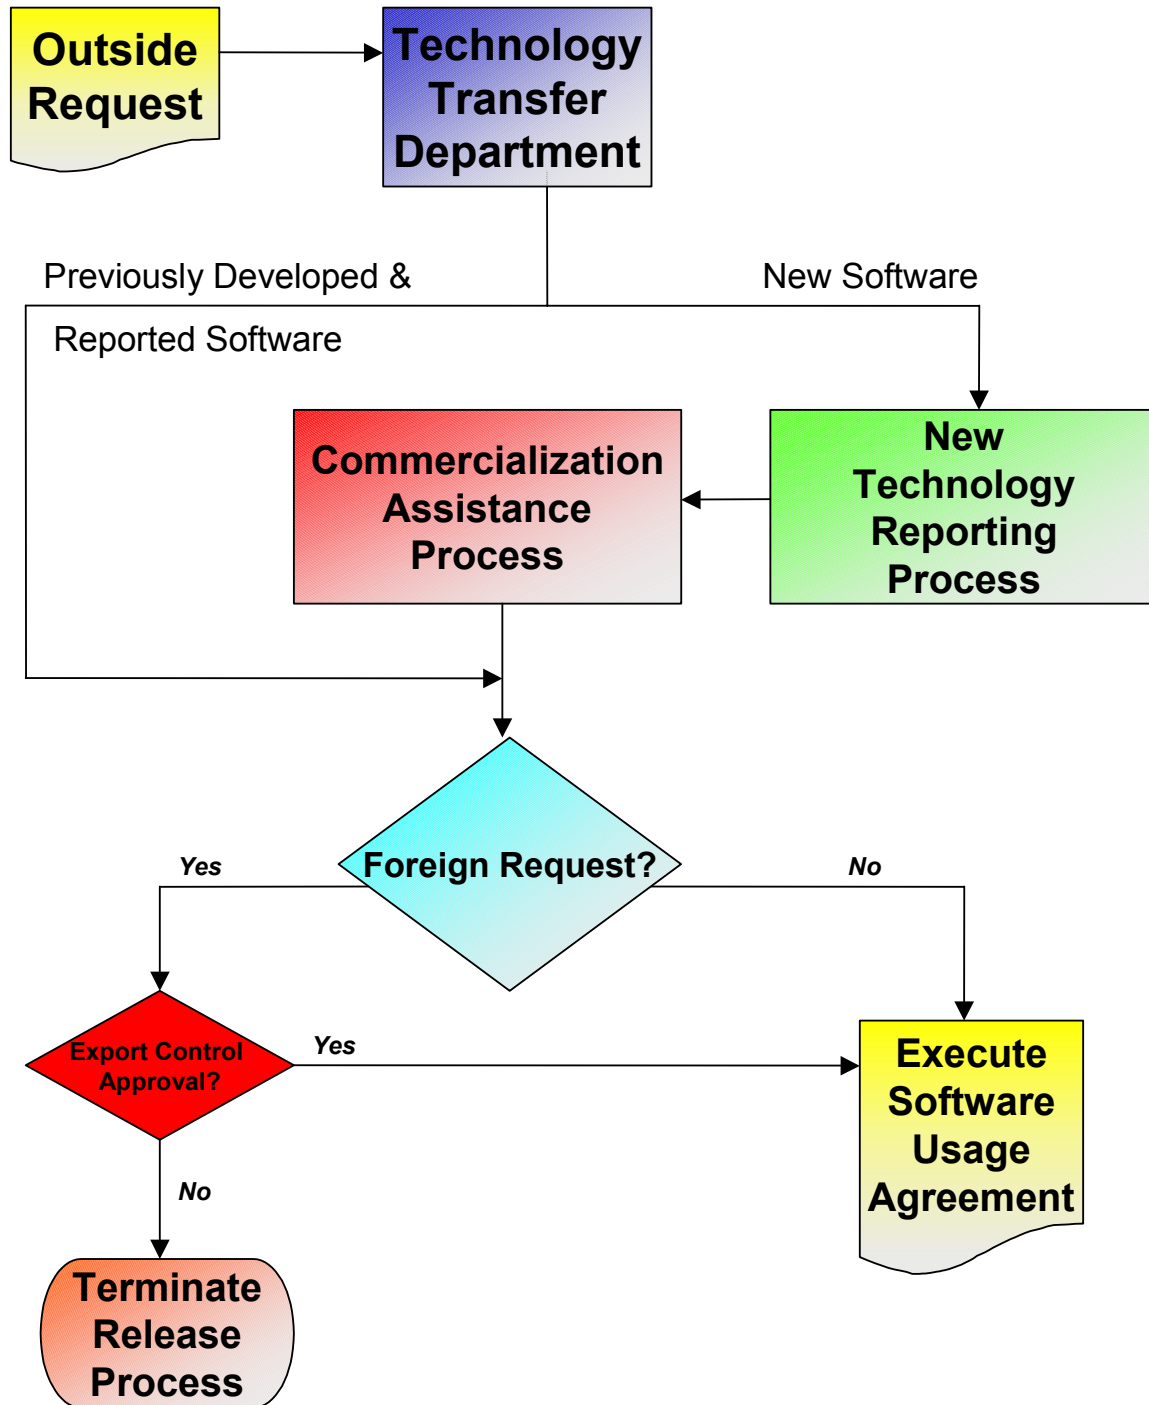 Outside
Request
Technology
Transfer
Department
Previously Developed &
New Software
Reported Software
Commercialization
Assistance
Process
New
Technology
Reporting
Process
Foreign Request?
Yes
No
Export Control
Approval?
Yes
Execute
Software
Usage
Agreement
No
Terminate
Release
Process